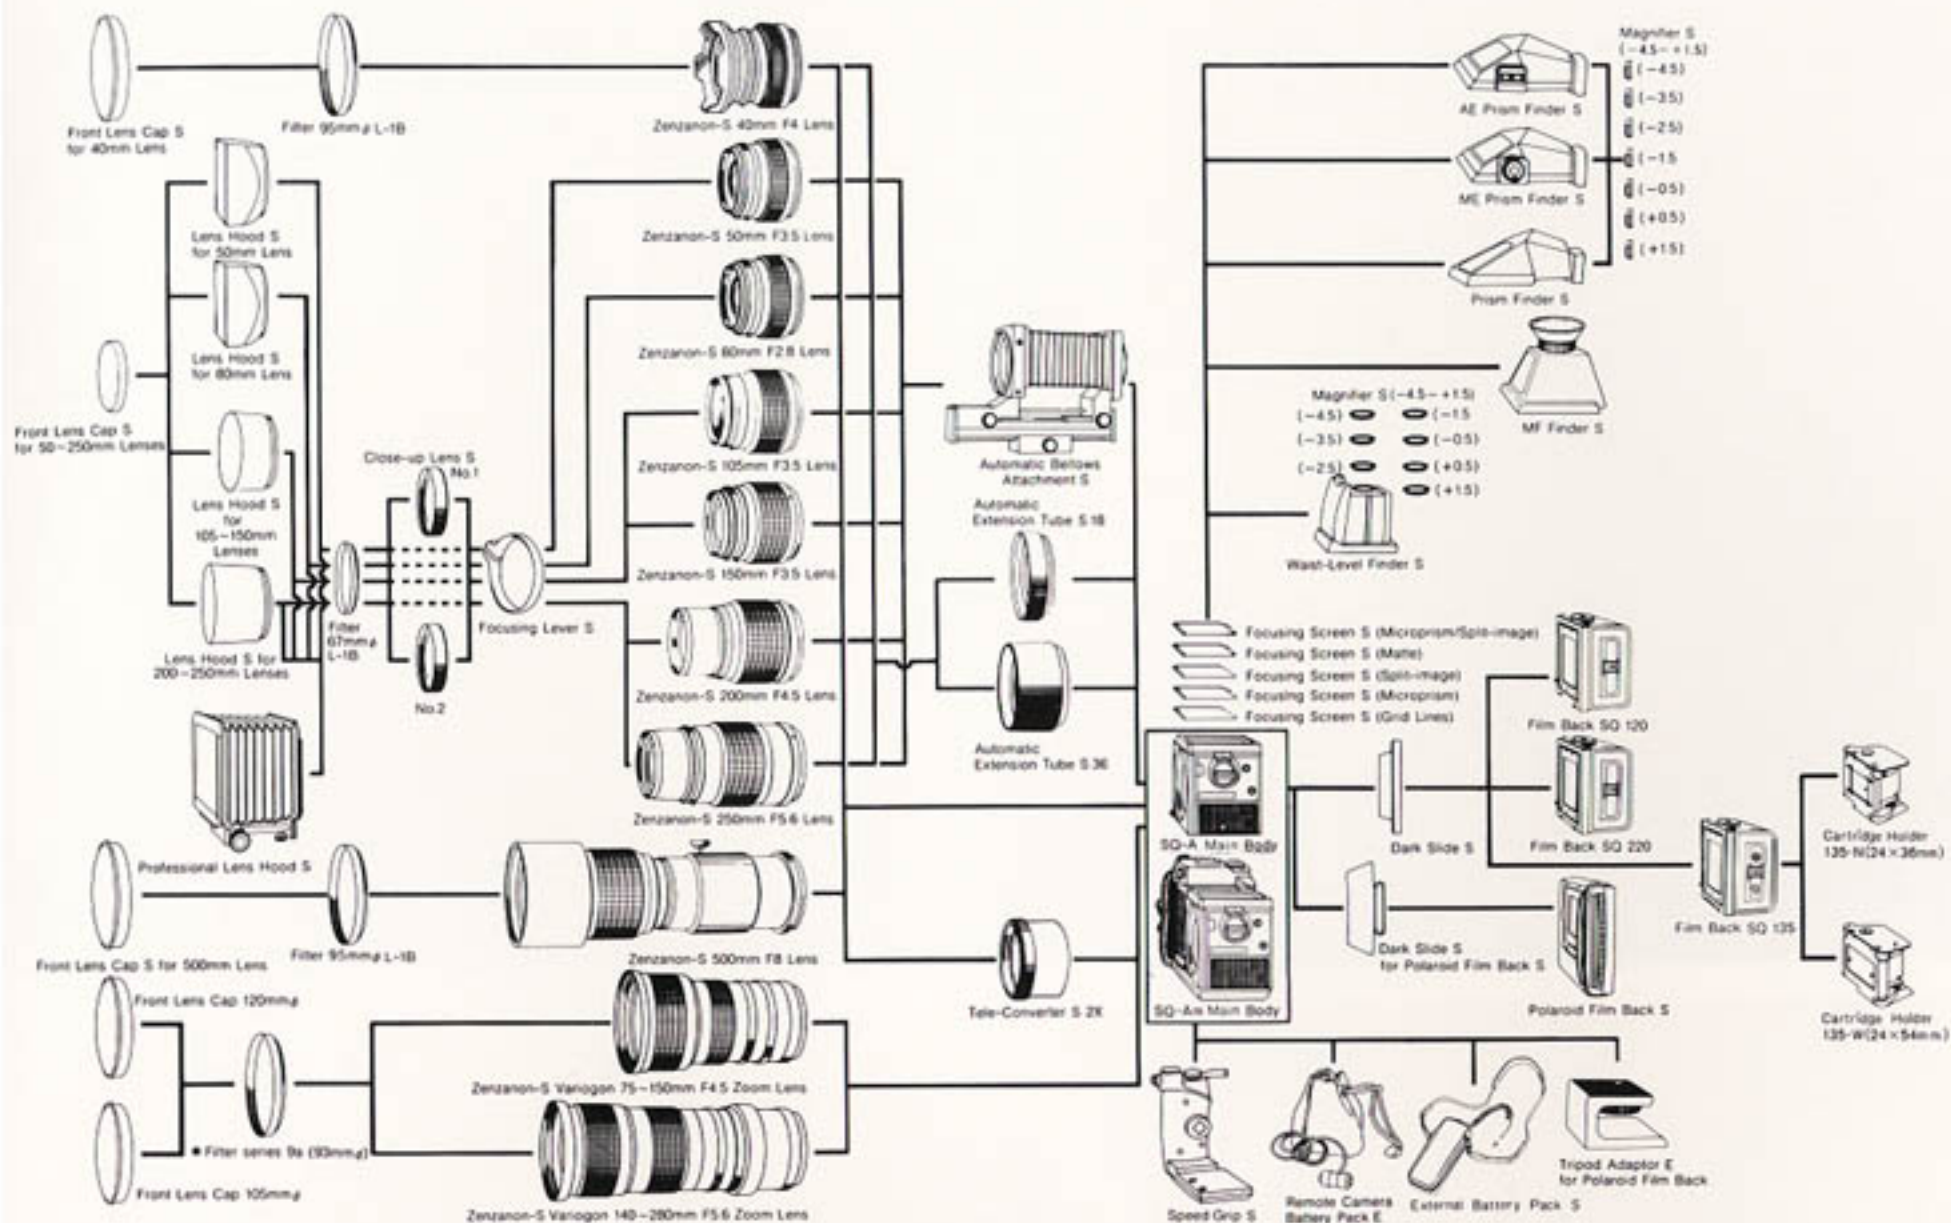 Front Lens Cap S
for 40mm Lens
Filter 95mmø L-1B
Zenzanon-S 40mm F4 Lens
Lens Hood S
for 50mm Lens
Zenzanon-S 50mm F3.5 Lens
Lens Hood S
for 80mm Lens
Zenzanon-S 80mm F2.8 Lens
Front Lens Cap S
for 50~250mm Lenses
Lens Hood S
for
105~150mm
Lenses
Close-up Lens S
No.1
Zenzanon-S 105mm F3.5 Lens
Zenzanon-S 150mm F3.5 Lens
Lens Hood S for
200~250mm Lenses
Filter
67mmø
L-1B
No.2
Focusing Lever S
Zenzanon-S 200mm F4.5 Lens
Zenzanon-S 250mm F5.6 Lens
Professional Lens Hood S
Front Lens Cap S for 500mm Lens
Filter 95mmø L-1B
Zenzanon-S 500mm F8 Lens
Front Lens Cap 120mmø
Zenzanon-S Variogon 75~150mm F4.5 Zoom Lens
● Filter series 9a (93mmø)
Front Lens Cap 105mmø
Zenzanon-S Variogon 140~280mm F5.6 Zoom Lens
Automatic Bellows
Attachment S
Automatic
Extension Tube S 18
Automatic
Extension Tube S 36
Tele-Converter S 2X
Magnifier S
(-4.5~+1.5)
(-4.5)
(-3.5)
(-2.5)
(-1.5
(-0.5)
(+0.5)
(+1.5)
AE Prism Finder S
ME Prism Finder S
Prism Finder S
MF Finder S
Magnifier S (-4.5~+1.5)
(-4.5) (-1.5
(-3.5) (-0.5)
(-2.5) (+0.5)
(+1.5)
Waist-Level Finder S
Focusing Screen S (Microprism/Split-image)
Focusing Screen S (Matte)
Focusing Screen S (Split-image)
Focusing Screen S (Microprism)
Focusing Screen S (Grid Lines)
SQ-A Main Body
SQ-Am Main Body
Dark Slide S
Dark Slide S
for Polaroid Film Back S
Film Back SQ 120
Film Back SQ 220
Film Back SQ 135
Polaroid Film Back S
Cartridge Holder
135-N(24×36mm)
Cartridge Holder
135-W(24×54mm)
Speed Grip S
Remote Camera
Battery Pack E
External Battery Pack S
Tripod Adaptor E
for Polaroid Film Back